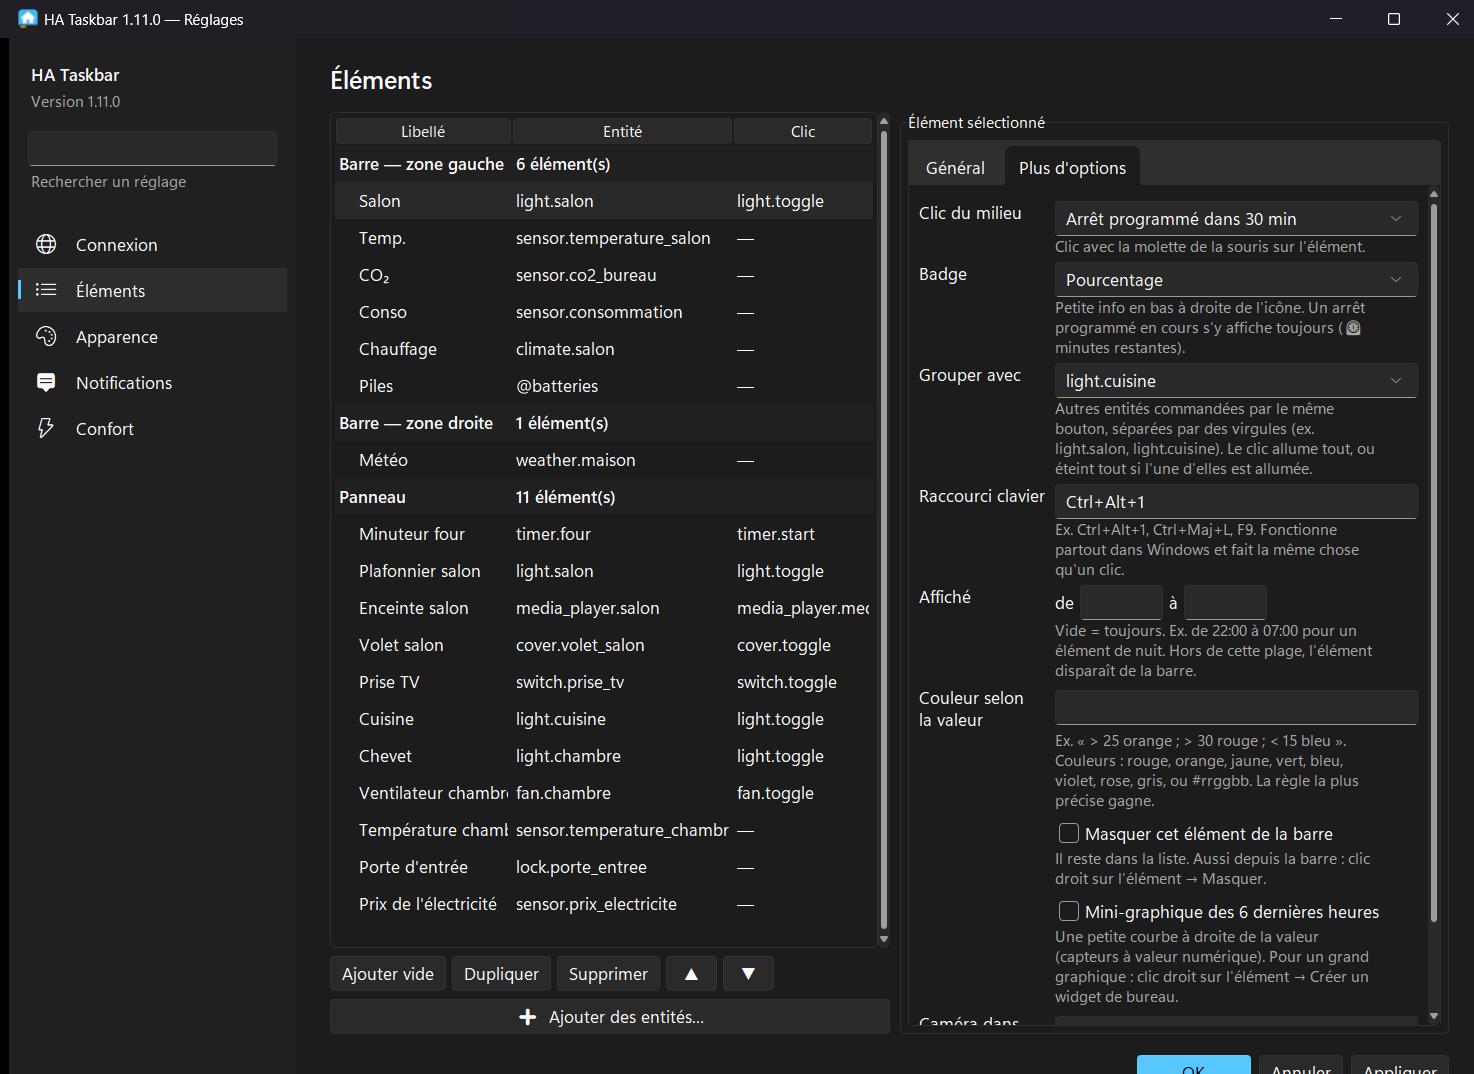 HA Taskbar 1.11.0 — Réglages
HA Taskbar
Version 1.11.0
Rechercher un réglage
Connexion
Éléments
Apparence
Notifications
Confort
Éléments
Libellé Entité Clic
Barre — zone gauche 6 élément(s)
Salon light.salon light.toggle
Temp. sensor.temperature_salon —
CO₂ sensor.co2_bureau —
Conso sensor.consommation —
Chauffage climate.salon —
Piles @batteries —
Barre — zone droite 1 élément(s)
Météo weather.maison —
Panneau 11 élément(s)
Minuteur four timer.four timer.start
Plafonnier salon light.salon light.toggle
Enceinte salon media_player.salon media_player.mec
Volet salon cover.volet_salon cover.toggle
Prise TV switch.prise_tv switch.toggle
Cuisine light.cuisine light.toggle
Chevet light.chambre light.toggle
Ventilateur chambr fan.chambre fan.toggle
Température chamb sensor.temperature_chambr —
Porte d'entrée lock.porte_entree —
Prix de l'électricité sensor.prix_electricite —
Ajouter vide Dupliquer Supprimer ▲ ▼
+ Ajouter des entités...
Élément sélectionné
Général Plus d'options
Clic du milieu Arrêt programmé dans 30 min
Clic avec la molette de la souris sur l'élément.
Badge Pourcentage
Petite info en bas à droite de l'icône. Un arrêt
programmé en cours s'y affiche toujours (⏲
minutes restantes).
Grouper avec light.cuisine
Autres entités commandées par le même
bouton, séparées par des virgules (ex.
light.salon, light.cuisine). Le clic allume tout, ou
éteint tout si l'une d'elles est allumée.
Raccourci clavier Ctrl+Alt+1
Ex. Ctrl+Alt+1, Ctrl+Maj+L, F9. Fonctionne
partout dans Windows et fait la même chose
qu'un clic.
Affiché de à
Vide = toujours. Ex. de 22:00 à 07:00 pour un
élément de nuit. Hors de cette plage, l'élément
disparaît de la barre.
Couleur selon
la valeur
Ex. « > 25 orange ; > 30 rouge ; < 15 bleu ».
Couleurs : rouge, orange, jaune, vert, bleu,
violet, rose, gris, ou #rrggbb. La règle la plus
précise gagne.
Masquer cet élément de la barre
Il reste dans la liste. Aussi depuis la barre : clic
droit sur l'élément → Masquer.
Mini-graphique des 6 dernières heures
Une petite courbe à droite de la valeur
(capteurs à valeur numérique). Pour un grand
graphique : clic droit sur l'élément → Créer un
widget de bureau.
Caméra dans
OK Annuler Appliquer